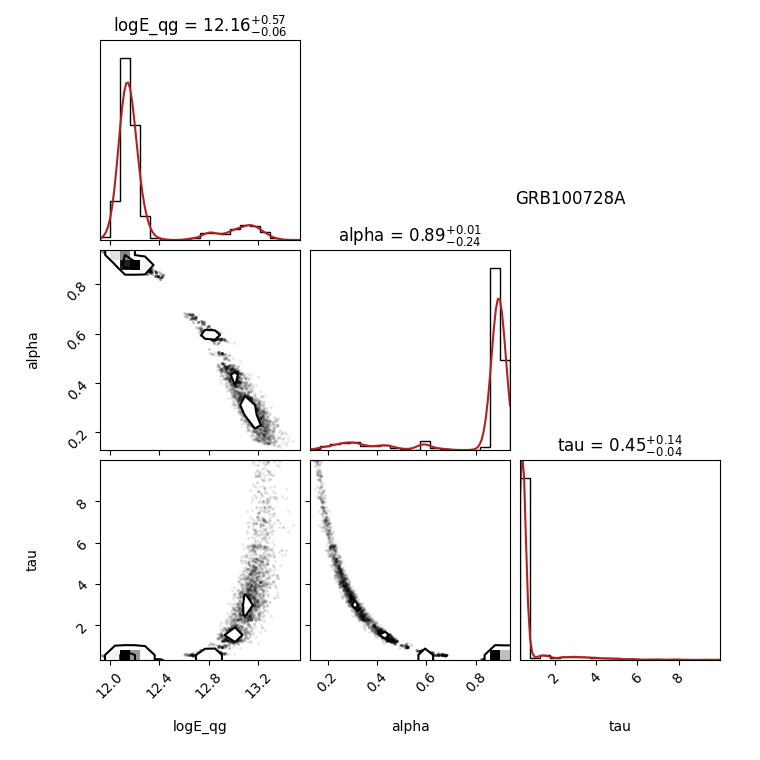 logE_qg = 12.16+0.57−0.06
GRB100728A
alpha = 0.89+0.01−0.24
0.8
0.6
0.4
0.2
alpha
tau = 0.45+0.14−0.04
8
6
4
2
tau
12.0 12.4 12.8 13.2
0.2 0.4 0.6 0.8
2 4 6 8
logE_qg alpha tau